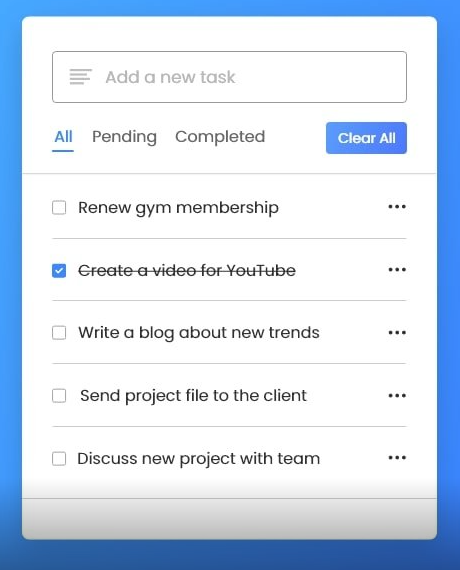 Add a new task
All Pending Completed Clear All
Renew gym membership
Create a video for YouTube
Write a blog about new trends
Send project file to the client
Discuss new project with team